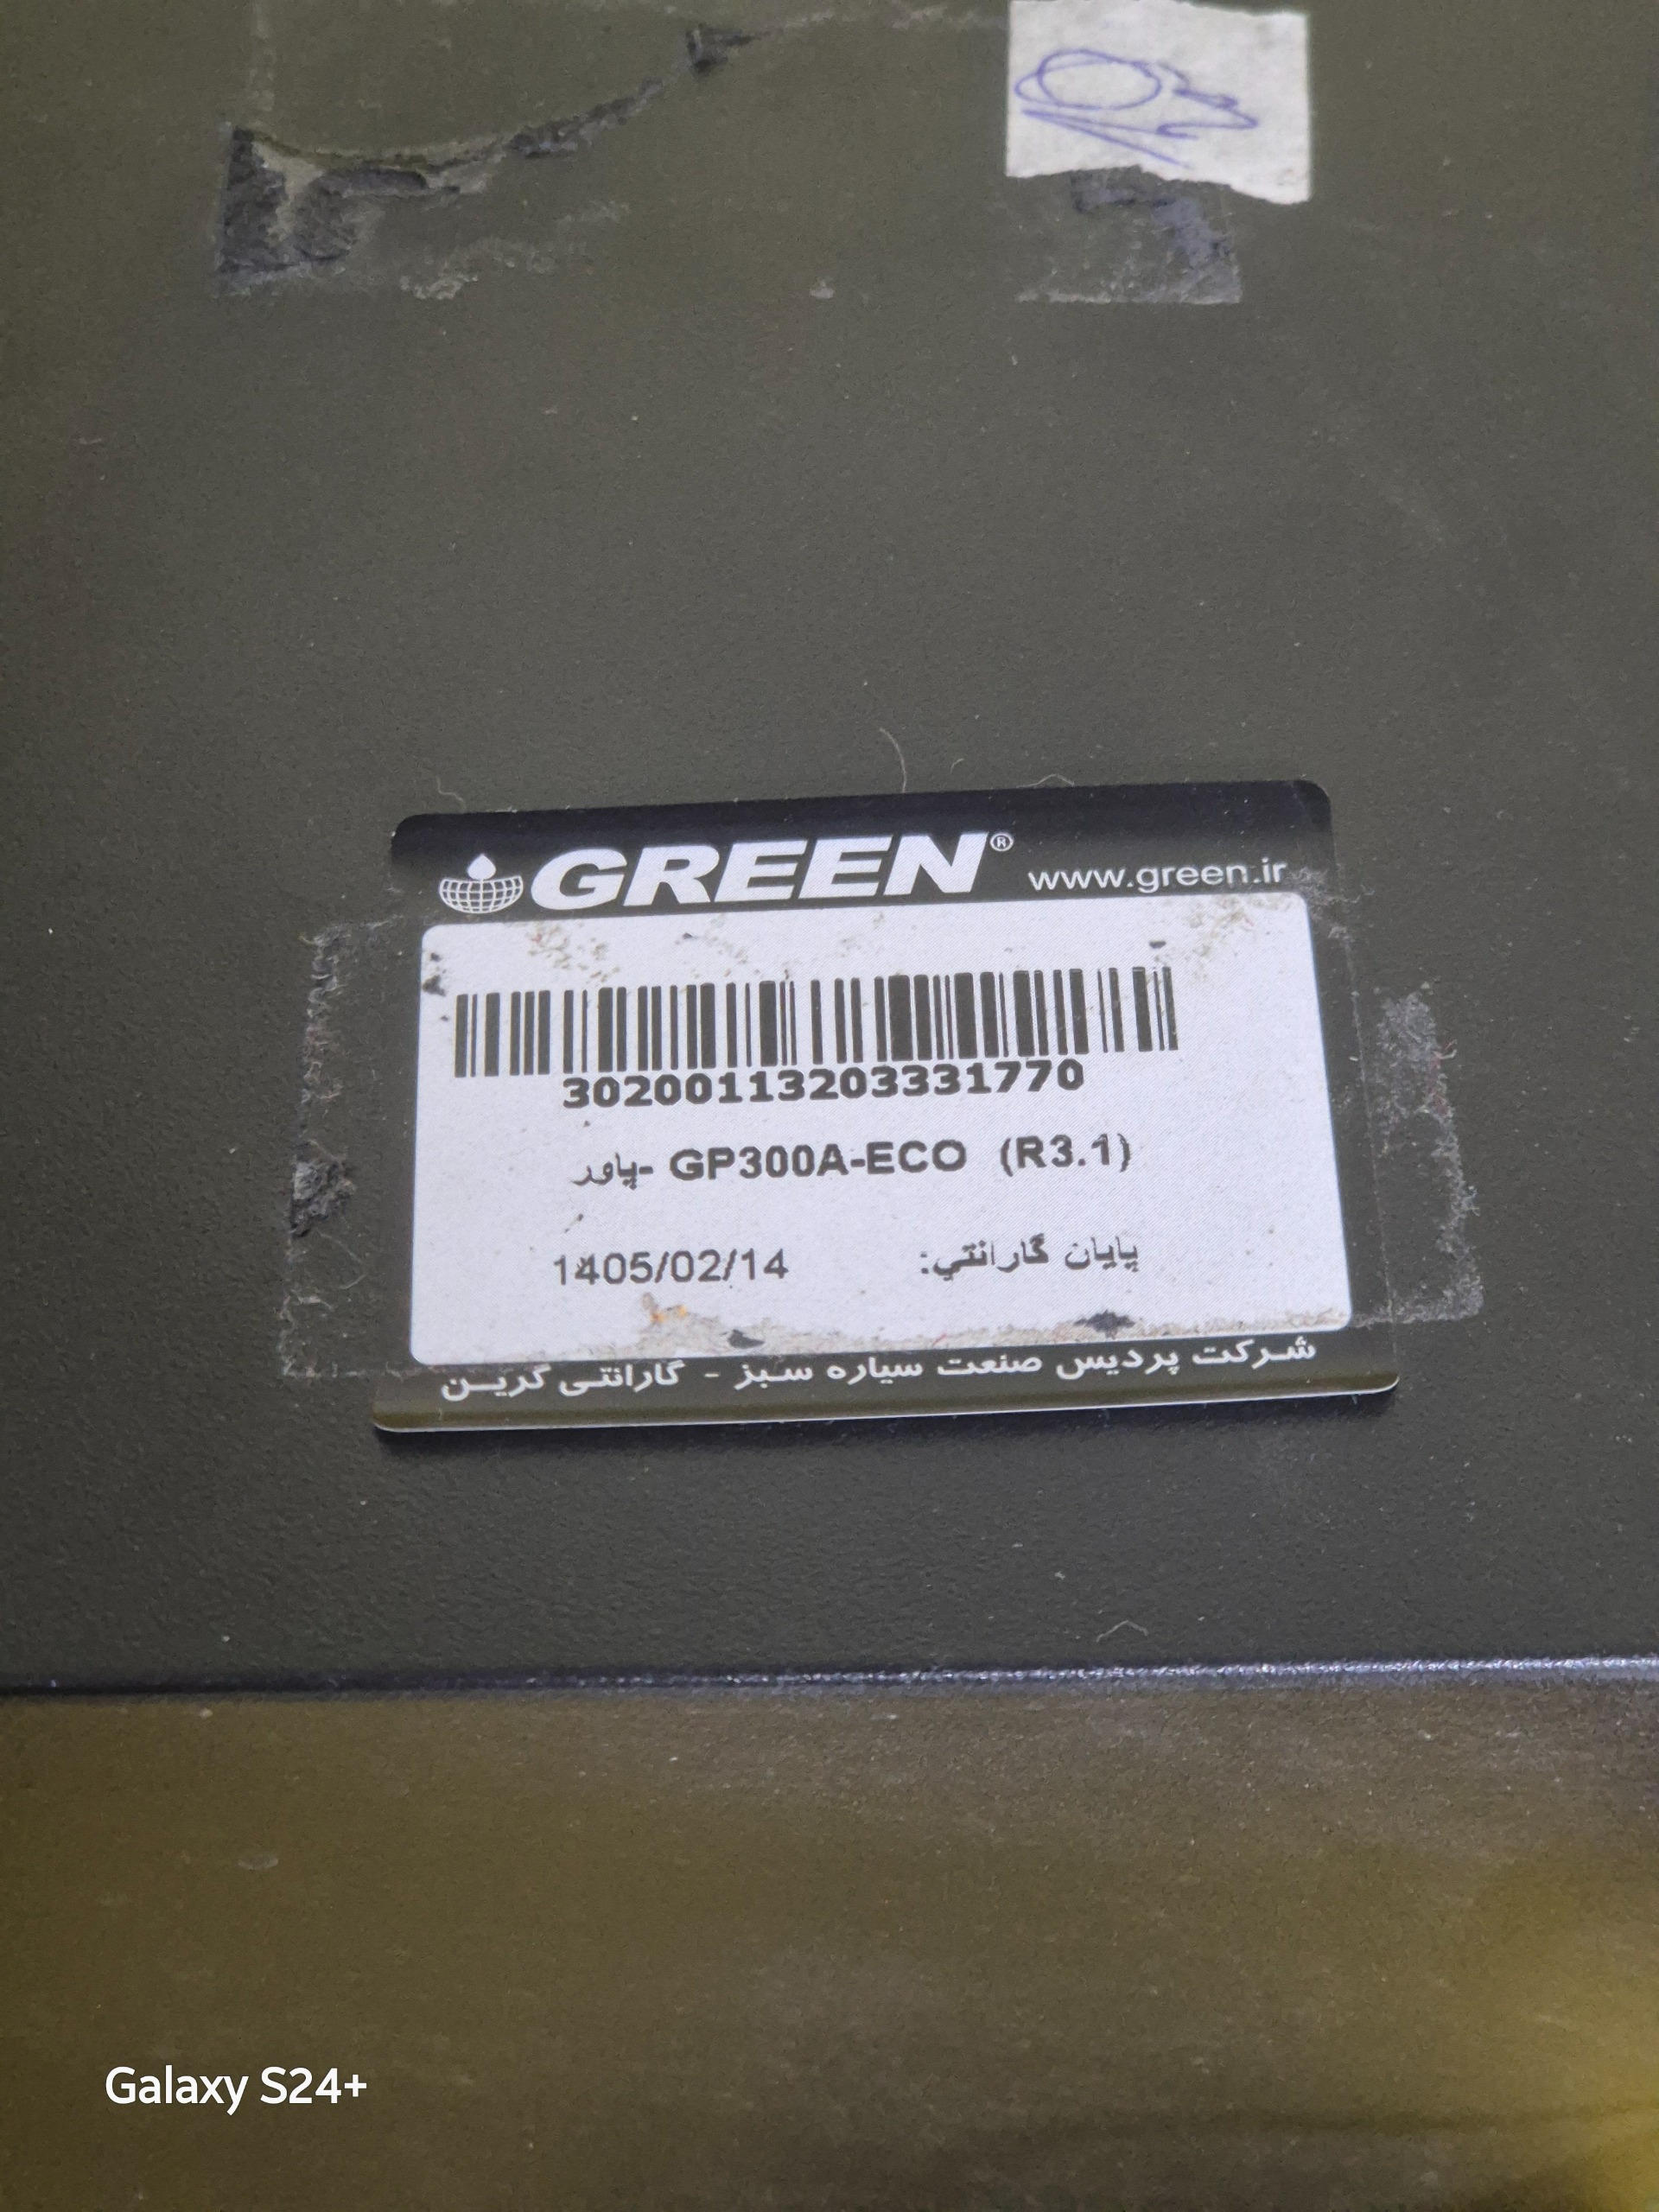 GREEN® www.green.ir
30200113203331770
پاور- GP300A-ECO (R3.1)
پایان گارانتي: 1405/02/14
شرکت پردیس صنعت سیاره سبز - گارانتی گرین
Galaxy S24+